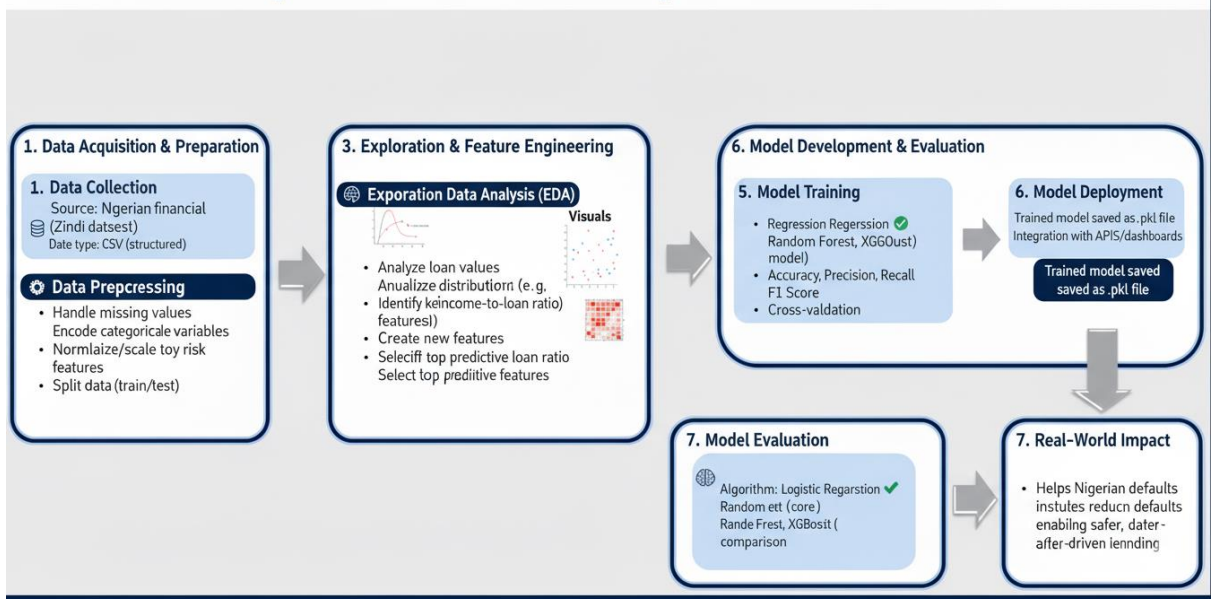 1. Data Acquisition & Preparation
1. Data Collection
Source: Ngerian financial
(Zindi datsest)
Date type: CSV (structured)
Data Prepcressing
• Handle missing values
Encode categoricale variables
• Normlaize/scale toy risk
features
• Split data (train/test)
3. Exploration & Feature Engineering
Exporation Data Analysis (EDA)
Visuals
• Analyze loan values
Anualizze distributiorı (e.g,
• Identify keincome-to-loan ratio)
features))
• Create new features
• Seleciff top predictive loan ratio
Select top prediitive features
6. Model Development & Evaluation
5. Model Training
• Regression Regerssion
Random Forest, XGG0ust)
model)
• Accuracy, Precision, Recall
F1 Score
• Cross-valdation
6. Model Deployment
Trained model saved as.pkl file
Integration with APIS/dashboards
Trained model saved
saved as .pkl file
7. Model Evaluation
Algorithm: Logistic Regarstion
Random ett (core)
Rande Frest, XGBosit (
comparison
7. Real-World Impact
• Helps Nigerian defaults
instutes reducn defaults
enabilng safer, dater-
after-driven iennding